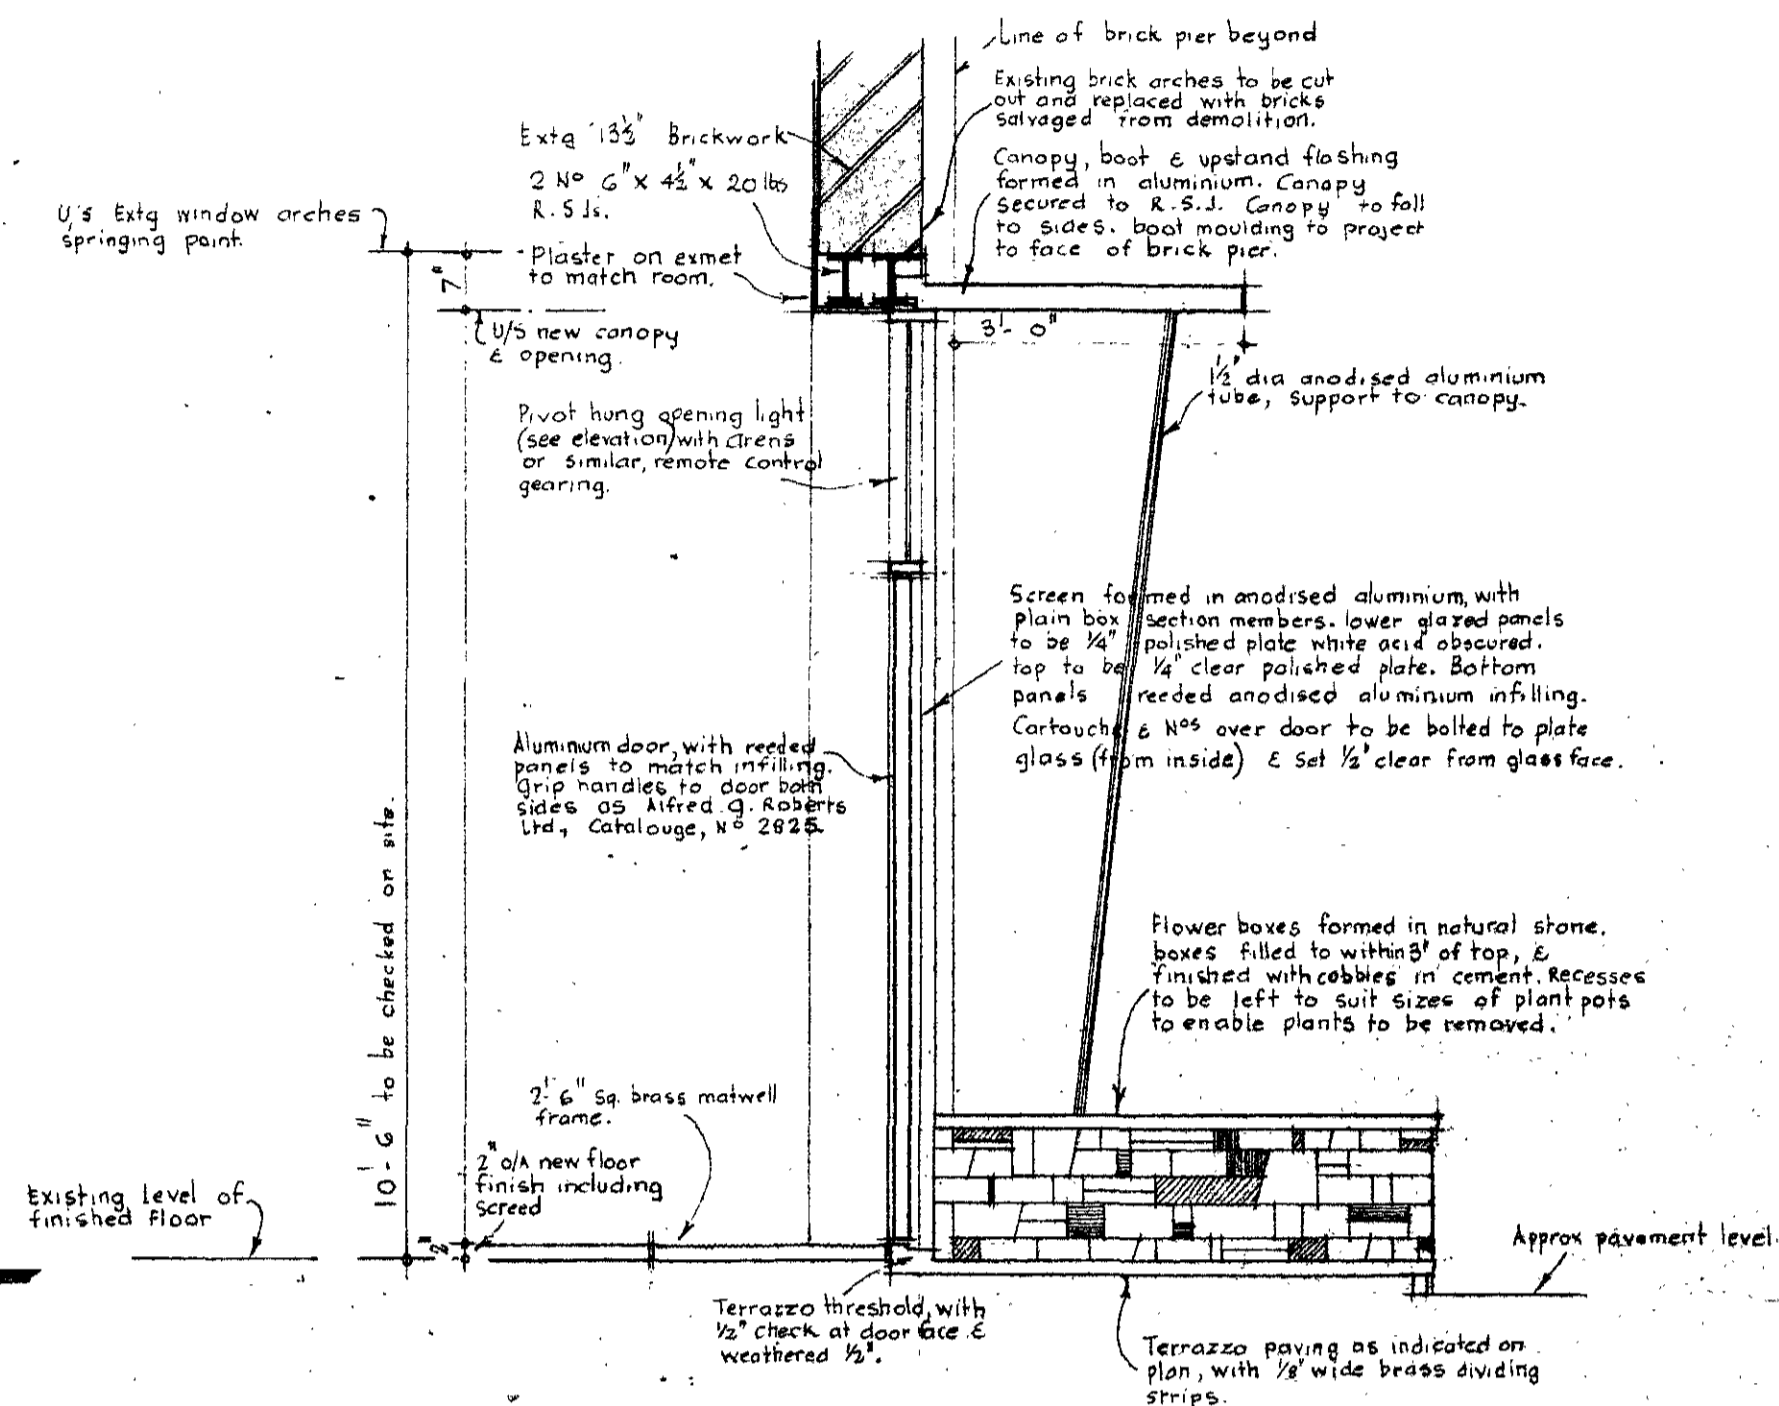 Line of brick pier beyond
Existing brick arches to be cut
out and replaced with bricks
salvaged from demolition.
Extg 13½" Brickwork
2 No 6" x 4½" x 20 lbs
R.S Js.
Canopy, boot & upstand flashing
formed in aluminium. Canopy
secured to R.S.J. Canopy to fall
to sides. boot moulding to project
to face of brick pier.
U's Extg window arches
springing point.
Plaster on exmet
to match room.
7"
U/S new canopy
& opening.
3'- 0"
1½" dia anodised aluminium
tube, support to canopy.
Pivot hung opening light
(see elevation) with arens
or similar, remote control
gearing.
Screen formed in anodised aluminium, with
plain box section members. lower glazed panels
to be ¼" polished plate white acid obscured.
top to be ¼" clear polished plate. Bottom
panels reeded anodised aluminium infilling.
Cartouche & Nos over door to be bolted to plate
glass (from inside) & set ½" clear from glass face.
Aluminium door, with reeded
panels to match infilling.
Grip handles to door both
sides as Alfred. G. Roberts
Ltd, Catalouge, No 2825.
10'- 6" to be checked on site.
Flower boxes formed in natural stone.
boxes filled to within 3" of top, &
finished with cobbles in cement. Recesses
to be left to suit sizes of plant pots
to enable plants to be removed.
2'- 6" Sq. brass matwell
frame.
2" o/A new floor
finish including
screed
Existing level of
finished floor
2"
Approx pavement level.
Terrazzo threshold, with
½" check at door face &
weathered ½".
Terrazzo paving as indicated on
plan, with ⅛" wide brass dividing
strips.